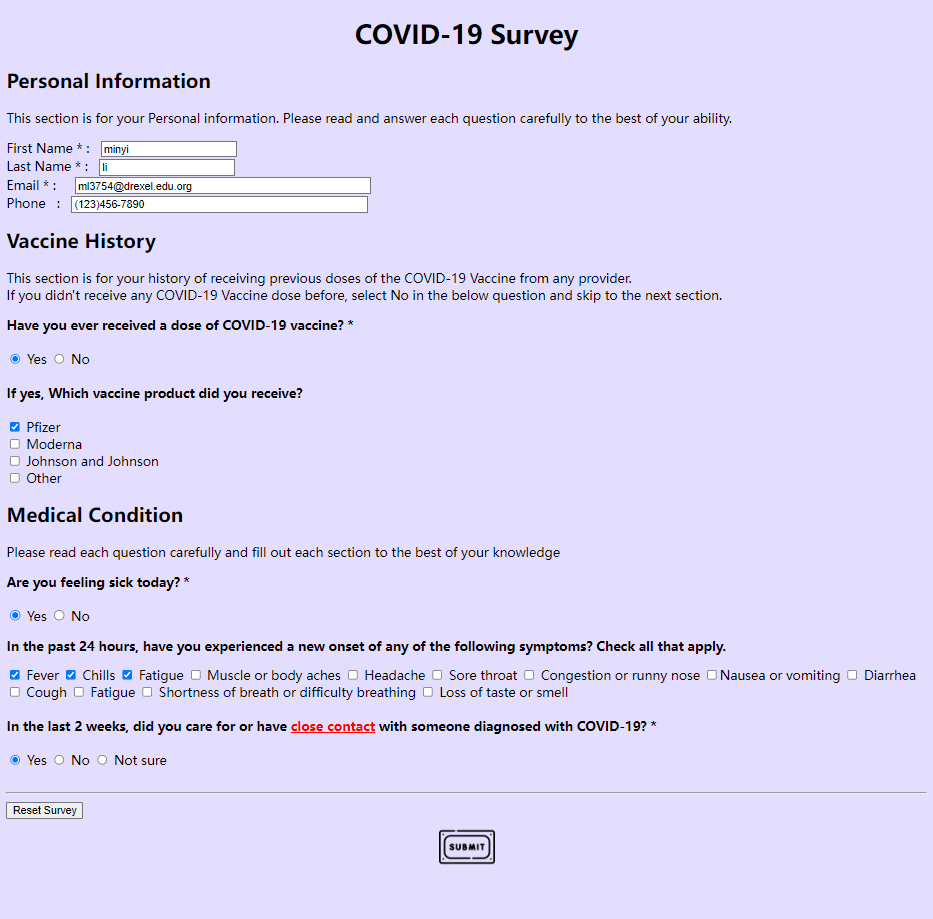 COVID-19 Survey
Personal Information
This section is for your Personal information. Please read and answer each question carefully to the best of your ability.
First Name * : minyi
Last Name * : li
Email * : ml3754@drexel.edu.org
Phone : (123)456-7890
Vaccine History
This section is for your history of receiving previous doses of the COVID-19 Vaccine from any provider.
If you didn't receive any COVID-19 Vaccine dose before, select No in the below question and skip to the next section.
Have you ever received a dose of COVID-19 vaccine? *
Yes No
If yes, Which vaccine product did you receive?
Pfizer
Moderna
Johnson and Johnson
Other
Medical Condition
Please read each question carefully and fill out each section to the best of your knowledge
Are you feeling sick today? *
Yes No
In the past 24 hours, have you experienced a new onset of any of the following symptoms? Check all that apply.
Fever Chills Fatigue Muscle or body aches Headache Sore throat Congestion or runny nose Nausea or vomiting Diarrhea
Cough Fatigue Shortness of breath or difficulty breathing Loss of taste or smell
In the last 2 weeks, did you care for or have close contact with someone diagnosed with COVID-19? *
Yes No Not sure
Reset Survey
SUBMIT